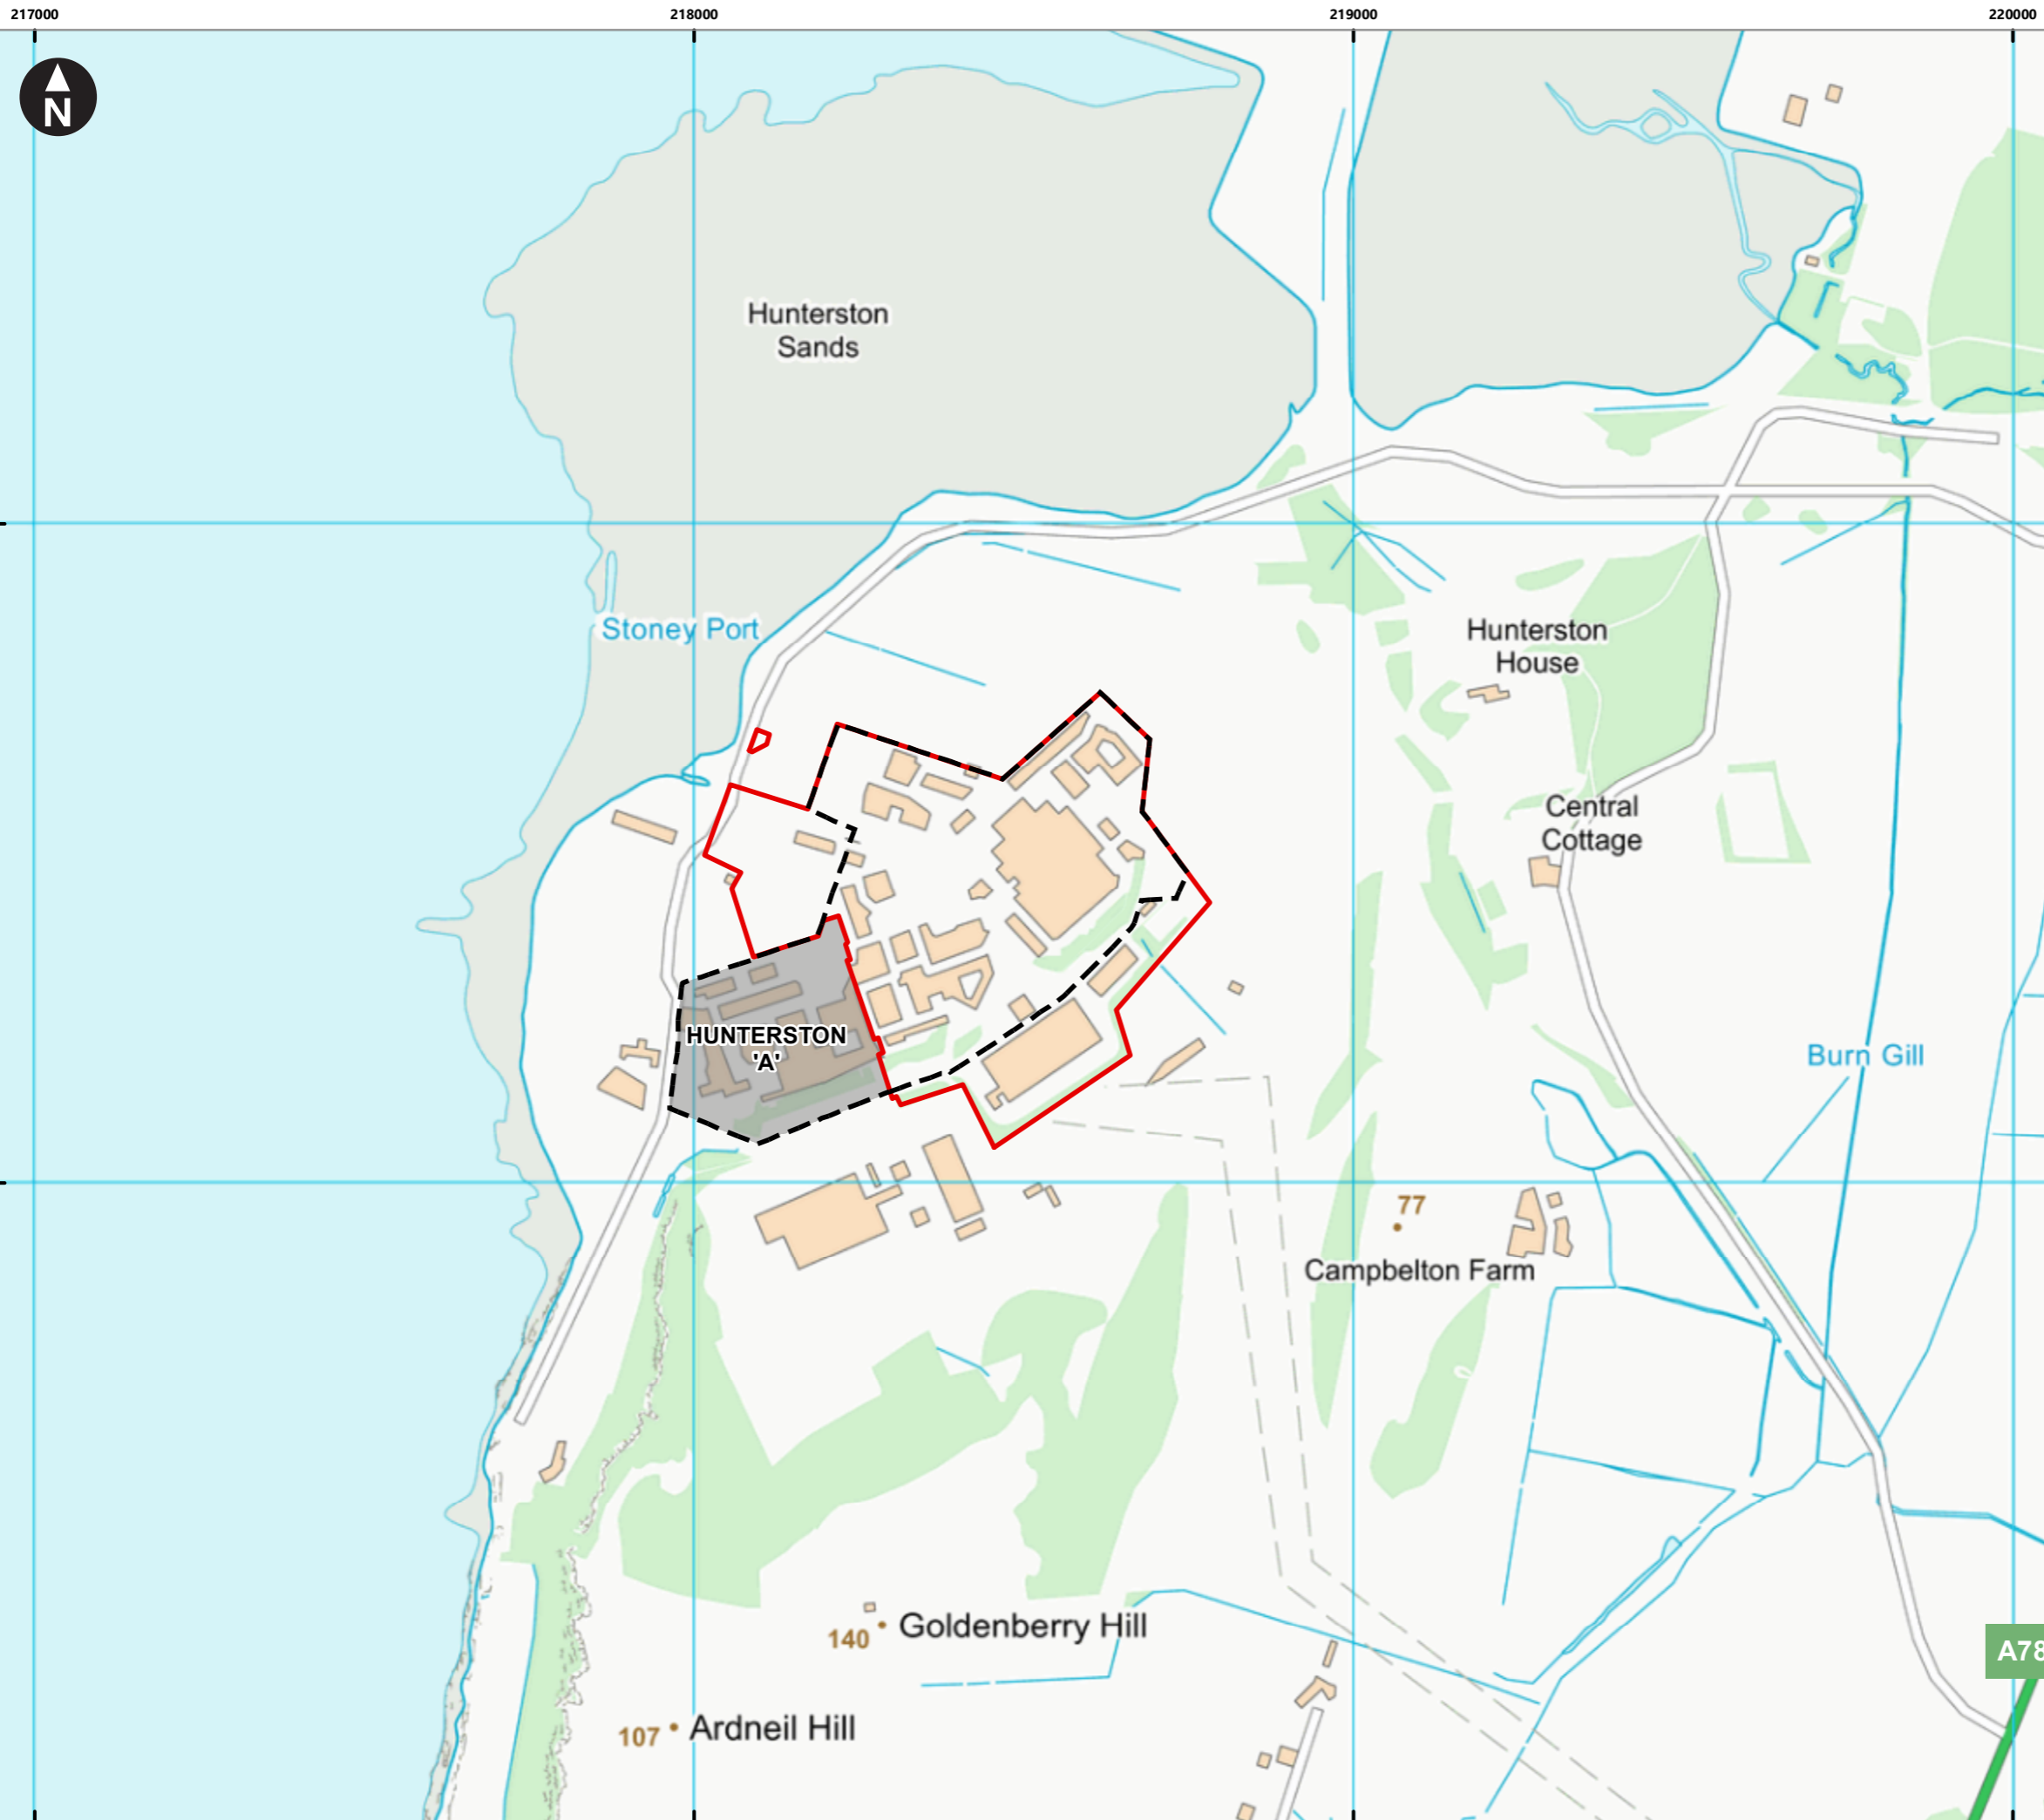 217000
218000
219000
220000
N
Hunterston
Sands
Stoney Port
Hunterston
House
Central
Cottage
HUNTERSTON
'A'
Burn Gill
77
Campbelton Farm
140 Goldenberry Hill
A78
107 Ardneil Hill